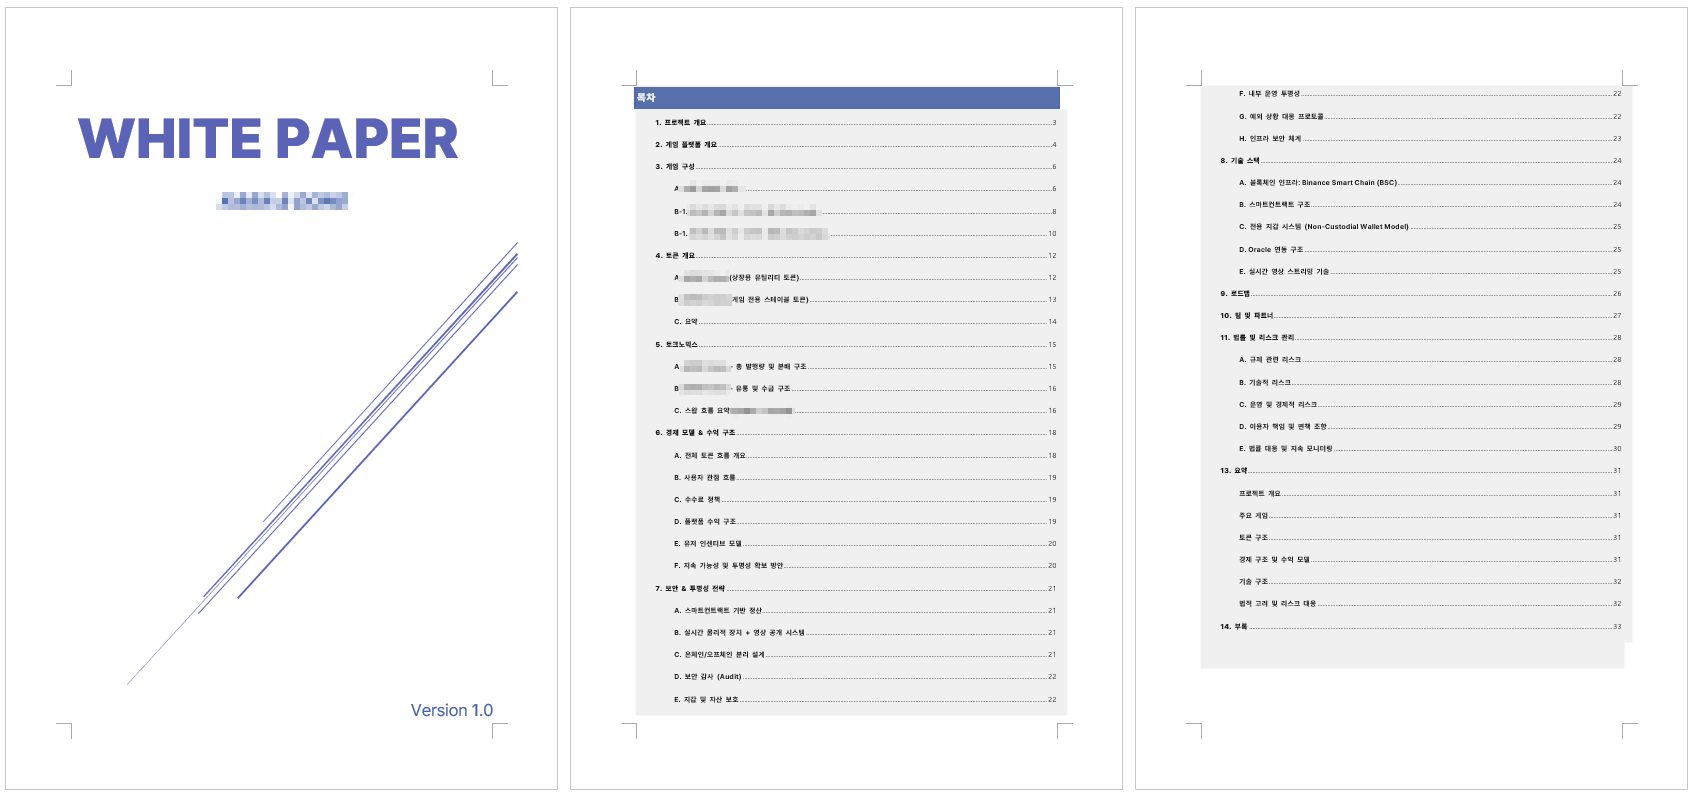 WHITE PAPER
Version 1.0
목차
1. 프로젝트 개요 3
2. 게임 플랫폼 개요 4
3. 게임 구성 6
A 6
B-1. 8
B-1. 10
4. 토큰 개요 12
A (상장용 유틸리티 토큰) 12
B 게임 전용 스테이블 토큰) 13
C. 요약 14
5. 토크노믹스 15
A - 총 발행량 및 분배 구조 15
B - 유통 및 수급 구조 16
C. 스왑 흐름 요약 16
6. 경제 모델 & 수익 구조 18
A. 전체 토큰 흐름 개요 18
B. 사용자 관점 흐름 19
C. 수수료 정책 19
D. 플랫폼 수익 구조 19
E. 유저 인센티브 모델 20
F. 지속 가능성 및 투명성 확보 방안 20
7. 보안 & 투명성 전략 21
A. 스마트컨트랙트 기반 정산 21
B. 실시간 물리적 장치 + 영상 공개 시스템 21
C. 온체인/오프체인 분리 설계 21
D. 보안 감사 (Audit) 22
E. 지갑 및 자산 보호 22
F. 내부 운영 투명성 22
G. 예외 상황 대응 프로토콜 22
H. 인프라 보안 체계 23
8. 기술 스택 24
A. 블록체인 인프라: Binance Smart Chain (BSC) 24
B. 스마트컨트랙트 구조 24
C. 전용 지갑 시스템 (Non-Custodial Wallet Model) 25
D. Oracle 연동 구조 25
E. 실시간 영상 스트리밍 기술 25
9. 로드맵 26
10. 팀 및 파트너 27
11. 법률 및 리스크 관리 28
A. 규제 관련 리스크 28
B. 기술적 리스크 28
C. 운영 및 경제적 리스크 29
D. 이용자 책임 및 면책 조항 29
E. 법률 대응 및 지속 모니터링 30
13. 요약 31
프로젝트 개요 31
주요 게임 31
토큰 구조 31
경제 구조 및 수익 모델 31
기술 구조 32
법적 고려 및 리스크 대응 32
14. 부록 33